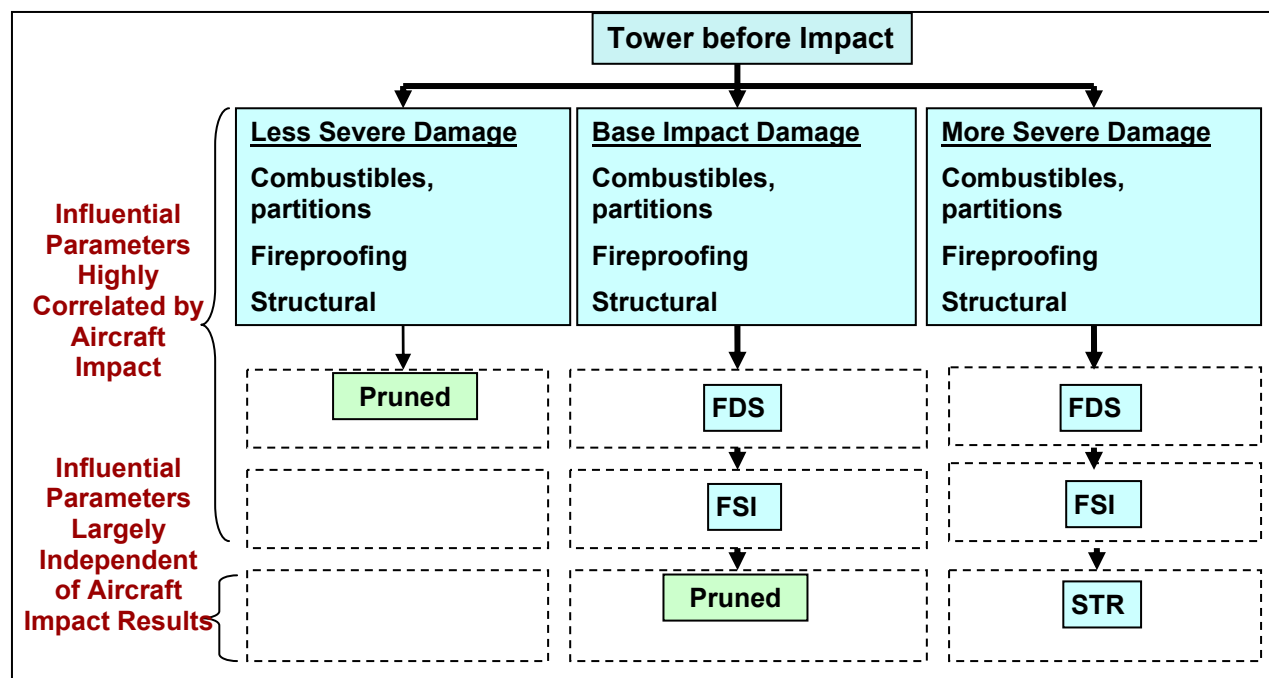 Tower before Impact
Influential
Parameters
Highly
Correlated by
Aircraft
Impact
Less Severe Damage
Combustibles,
partitions
Fireproofing
Structural
Base Impact Damage
Combustibles,
partitions
Fireproofing
Structural
More Severe Damage
Combustibles,
partitions
Fireproofing
Structural
Pruned
FDS
FDS
Influential
Parameters
Largely
Independent
of Aircraft
Impact Results
FSI
FSI
Pruned
STR